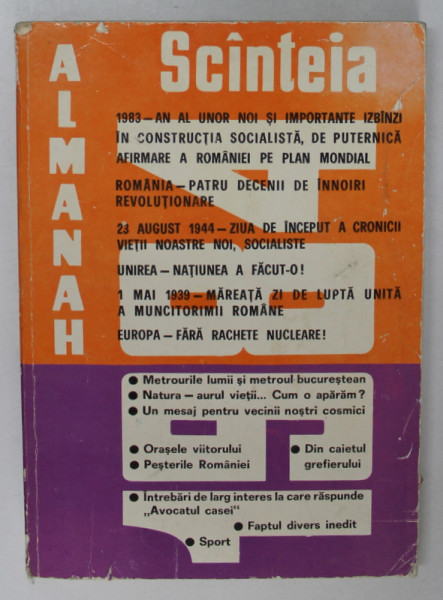 ALMANAH
Scînteia
1983 — AN AL UNOR NOI ȘI IMPORTANTE IZBÎNZI
ÎN CONSTRUCȚIA SOCIALISTĂ, DE PUTERNICĂ
AFIRMARE A ROMÂNIEI PE PLAN MONDIAL
ROMÂNIA — PATRU DECENII DE ÎNNOIRI
REVOLUȚIONARE
23 AUGUST 1944 — ZIUA DE ÎNCEPUT A CRONICII
VIEȚII NOASTRE NOI, SOCIALISTE
UNIREA — NAȚIUNEA A FĂCUT-O!
1 MAI 1939 — MĂREAȚĂ ZI DE LUPTĂ UNITĂ
A MUNCITORIMII ROMÂNE
EUROPA — FĂRĂ RACHETE NUCLEARE!
● Metrourile lumii și metroul bucureștean
● Natura — aurul vieții... Cum o apărăm?
● Un mesaj pentru vecinii noștri cosmici
● Orașele viitorului
● Peșterile României
● Din caietul
grefierului
● Întrebări de larg interes la care răspunde
„Avocatul casei"
● Faptul divers inedit
● Sport
84